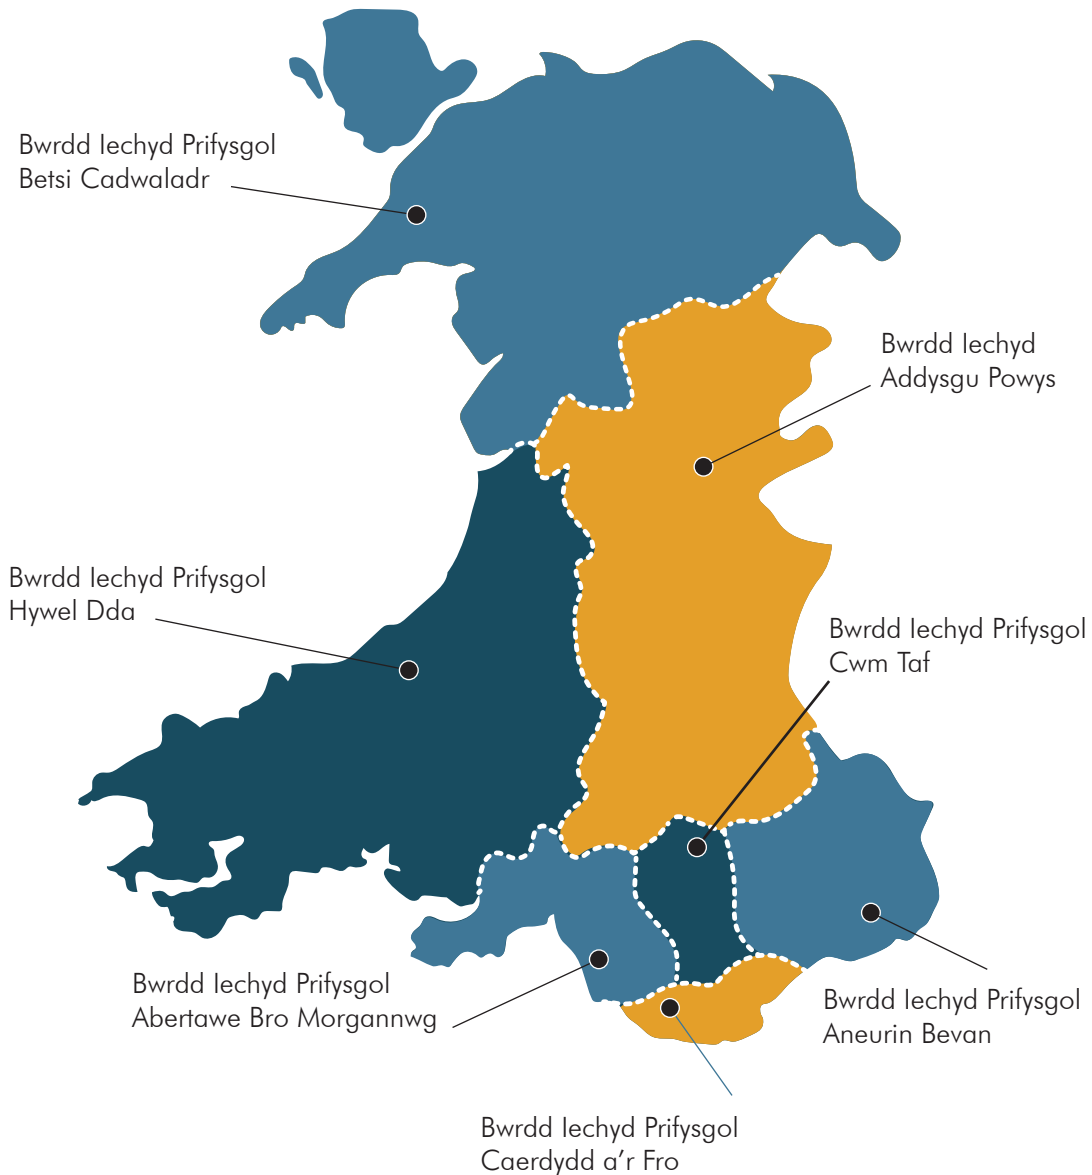 Bwrdd Iechyd Prifysgol
Betsi Cadwaladr
Bwrdd Iechyd
Addysgu Powys
Bwrdd Iechyd Prifysgol
Hywel Dda
Bwrdd Iechyd Prifysgol
Cwm Taf
Bwrdd Iechyd Prifysgol
Abertawe Bro Morgannwg
Bwrdd Iechyd Prifysgol
Aneurin Bevan
Bwrdd Iechyd Prifysgol
Caerdydd a'r Fro